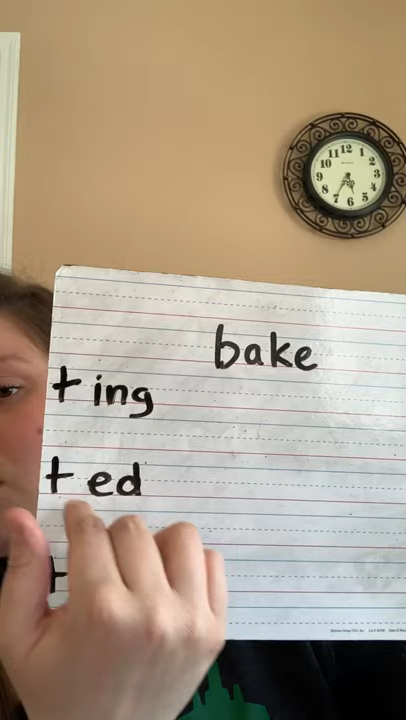 bake
+ ing
+ ed
+